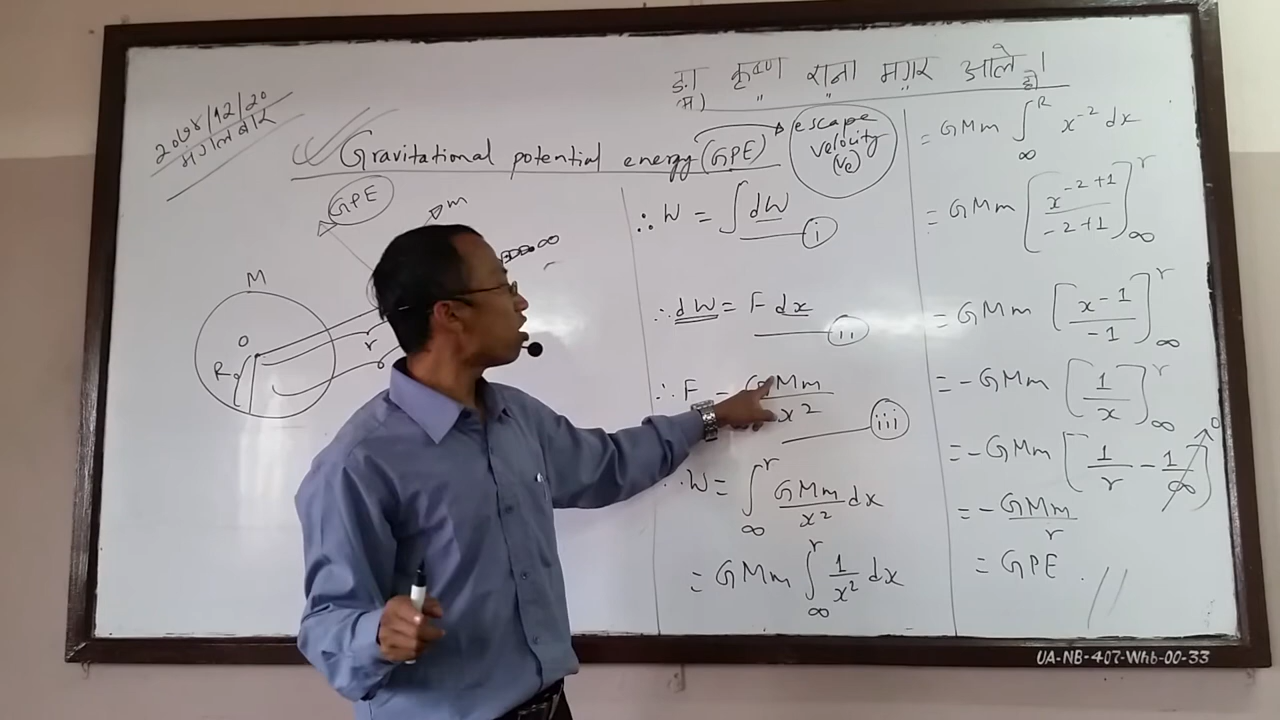 डा कृष्ण राना मगर आले ।
(म) " " " हो
२०७४/१२/२०
मंगलबार
Gravitational potential energy (GPE)
escape
velocity
(ve)
GPE
m
∞
M
O
R
r
∴ W = ∫dW
i
∴ dW = F dx
ii
∴ F = GMm/x²
iii
∴ W = ∫_∞^r GMm/x² dx
= GMm ∫_∞^r 1/x² dx
= GMm ∫_∞^R x⁻² dx
= GMm [x⁻²⁺¹/-2+1]_∞^r
= GMm [x-1/-1]_∞^r
= -GMm [1/x]_∞^r
= -GMm [1/r - 1/∞] 0
= -GMm/r
= GPE . //
UA-NB-407-Whb-00-33